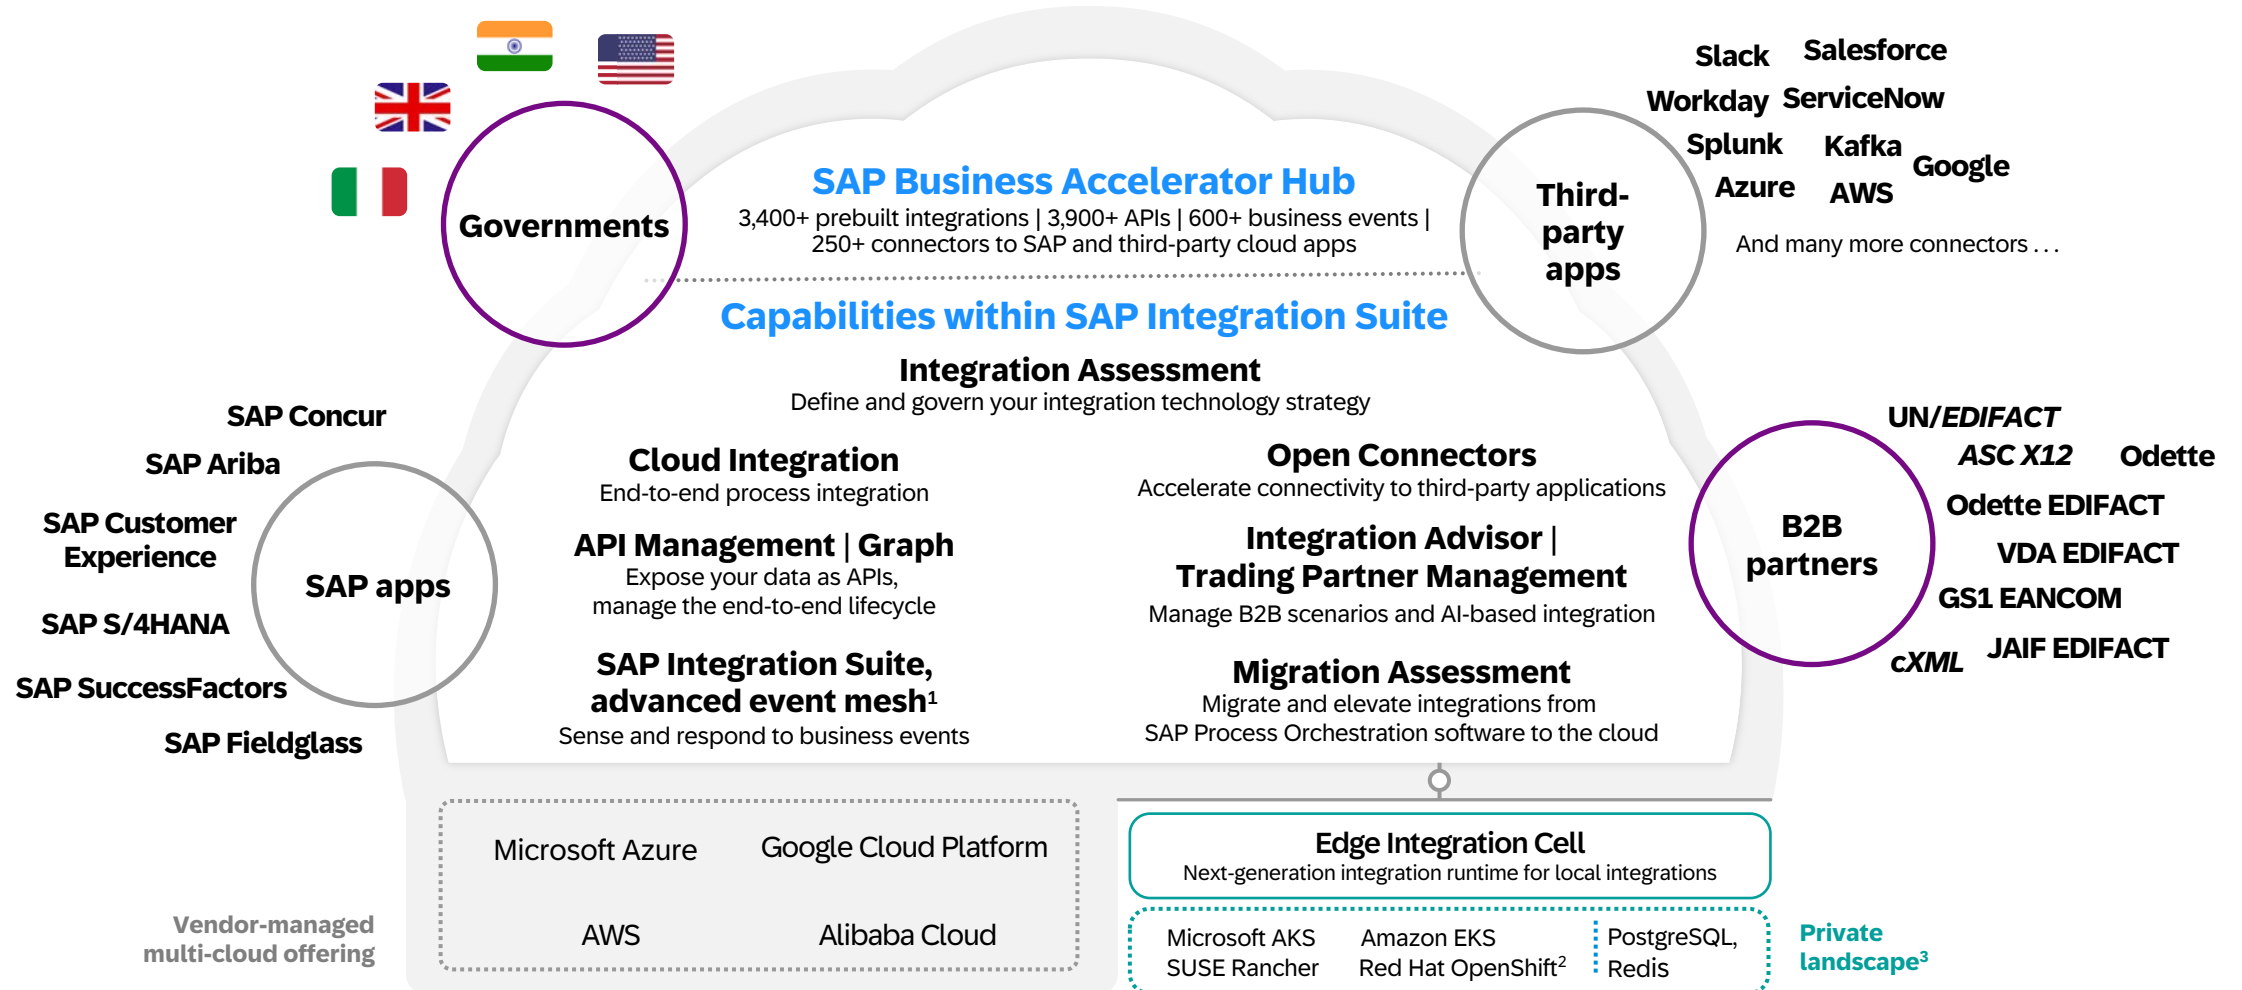 Governments
SAP Business Accelerator Hub
3,400+ prebuilt integrations | 3,900+ APIs | 600+ business events |
250+ connectors to SAP and third-party cloud apps
Third-
party
apps
Slack
Salesforce
Workday
ServiceNow
Splunk
Kafka
Google
Azure
AWS
And many more connectors ...
Capabilities within SAP Integration Suite
Integration Assessment
Define and govern your integration technology strategy
SAP Concur
SAP Ariba
SAP Customer
Experience
SAP S/4HANA
SAP SuccessFactors
SAP Fieldglass
SAP apps
Cloud Integration
End-to-end process integration
API Management | Graph
Expose your data as APIs,
manage the end-to-end lifecycle
SAP Integration Suite,
advanced event mesh¹
Sense and respond to business events
Open Connectors
Accelerate connectivity to third-party applications
Integration Advisor |
Trading Partner Management
Manage B2B scenarios and AI-based integration
Migration Assessment
Migrate and elevate integrations from
SAP Process Orchestration software to the cloud
B2B
partners
UN/EDIFACT
ASC X12
Odette
Odette EDIFACT
VDA EDIFACT
GS1 EANCOM
JAIF EDIFACT
cXML
Vendor-managed
multi-cloud offering
Microsoft Azure
Google Cloud Platform
AWS
Alibaba Cloud
Edge Integration Cell
Next-generation integration runtime for local integrations
Microsoft AKS
SUSE Rancher
Amazon EKS
Red Hat OpenShift²
PostgreSQL,
Redis
Private
landscape³